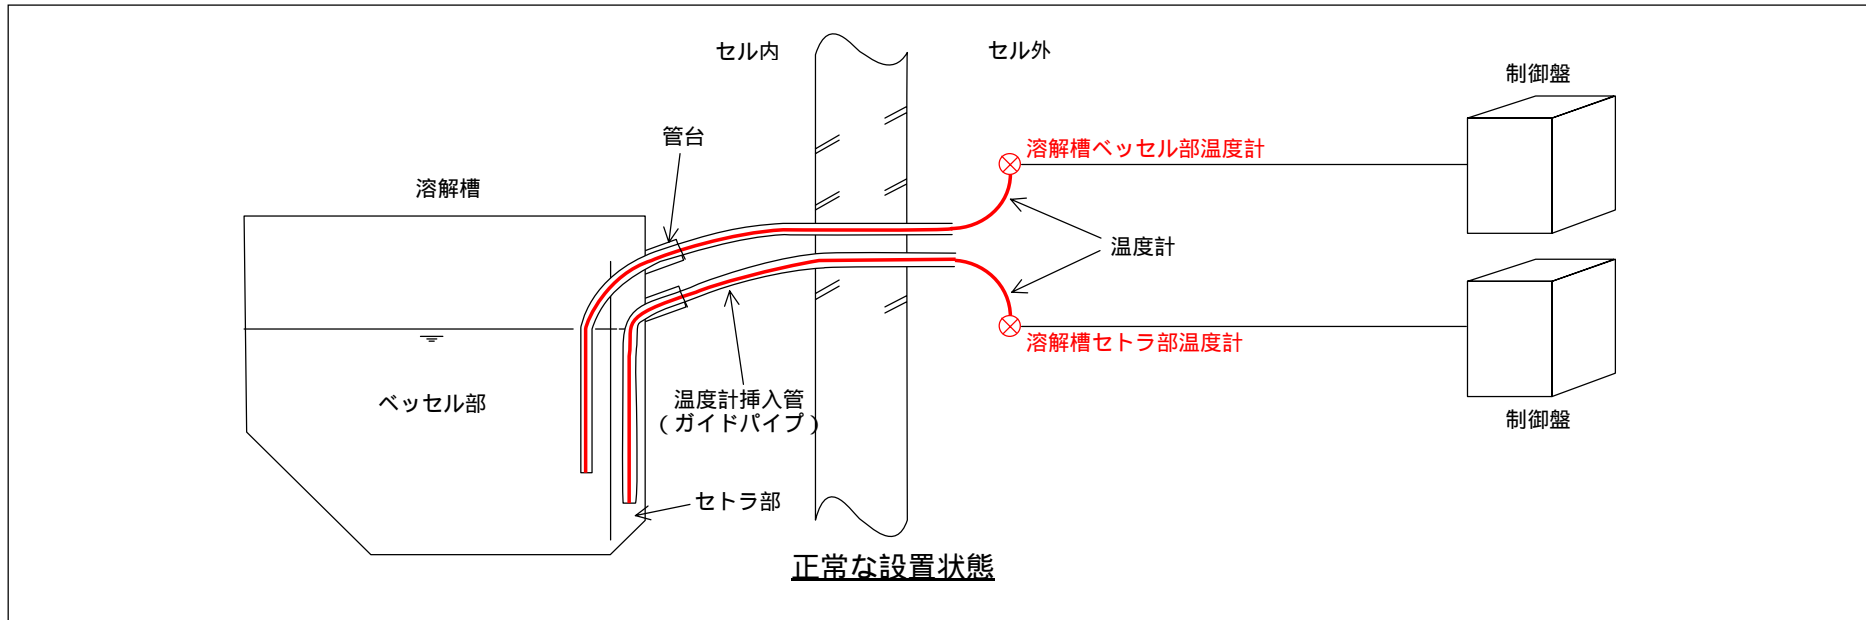 セル内
セル外
制御盤
管台
溶解槽ベッセル部温度計
溶解槽
温度計
溶解槽セトラ部温度計
ベッセル部
温度計挿入管
(ガイドパイプ)
制御盤
セトラ部
正常な設置状態